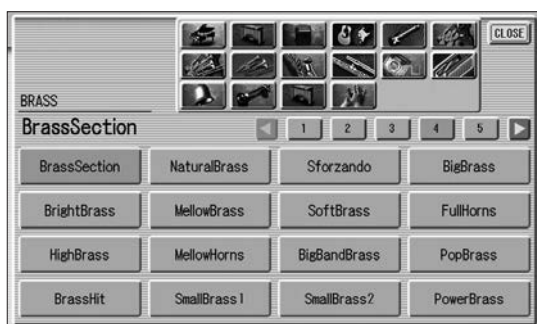 CLOSE
BRASS
BrassSection
1 2 3 4 5
BrassSection NaturalBrass Sforzando BigBrass
BrightBrass MellowBrass SoftBrass FullHorns
HighBrass MellowHorns BigBandBrass PopBrass
BrassHit SmallBrass1 SmallBrass2 PowerBrass